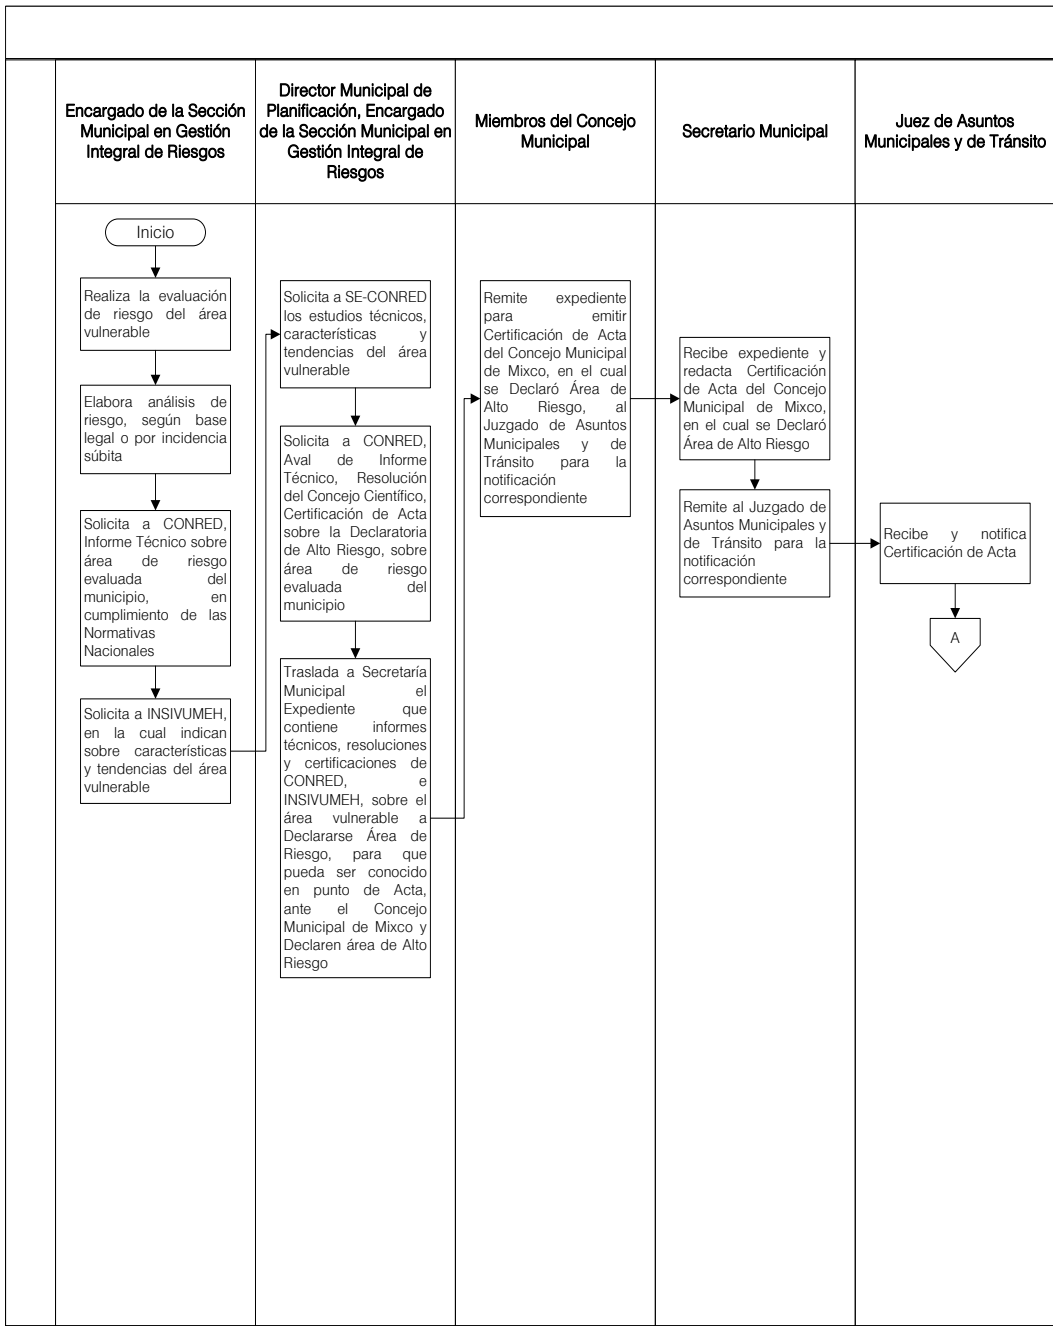 Encargado de la Sección
Municipal en Gestión
Integral de Riesgos
Director Municipal de
Planificación, Encargado
de la Sección Municipal en
Gestión Integral de
Riesgos
Miembros del Concejo
Municipal
Secretario Municipal
Juez de Asuntos
Municipales y de Tránsito
Inicio
Realiza la evaluación
de riesgo del área
vulnerable
Elabora análisis de
riesgo, según base
legal o por incidencia
súbita
Solicita a CONRED,
Informe Técnico sobre
área de riesgo
evaluada del
municipio, en
cumplimiento de las
Normativas
Nacionales
Solicita a INSIVUMEH,
en la cual indican
sobre características
y tendencias del área
vulnerable
Solicita a SE-CONRED
los estudios técnicos,
características y
tendencias del área
vulnerable
Solicita a CONRED,
Aval de Informe
Técnico, Resolución
del Concejo Científico,
Certificación de Acta
sobre la Declaratoria
de Alto Riesgo, sobre
área de riesgo
evaluada del
municipio
Traslada a Secretaría
Municipal el
Expediente que
contiene informes
técnicos, resoluciones
y certificaciones de
CONRED, e
INSIVUMEH, sobre el
área vulnerable a
Declararse Área de
Riesgo, para que
pueda ser conocido
en punto de Acta,
ante el Concejo
Municipal de Mixco y
Declaren área de Alto
Riesgo
Remite expediente
para emitir
Certificación de Acta
del Concejo Municipal
de Mixco, en el cual
se Declaró Área de
Alto Riesgo, al
Juzgado de Asuntos
Municipales y de
Tránsito para la
notificación
correspondiente
Recibe expediente y
redacta Certificación
de Acta del Concejo
Municipal de Mixco,
en el cual se Declaró
Área de Alto Riesgo
Remite al Juzgado de
Asuntos Municipales y
de Tránsito para la
notificación
correspondiente
Recibe y notifica
Certificación de Acta
A